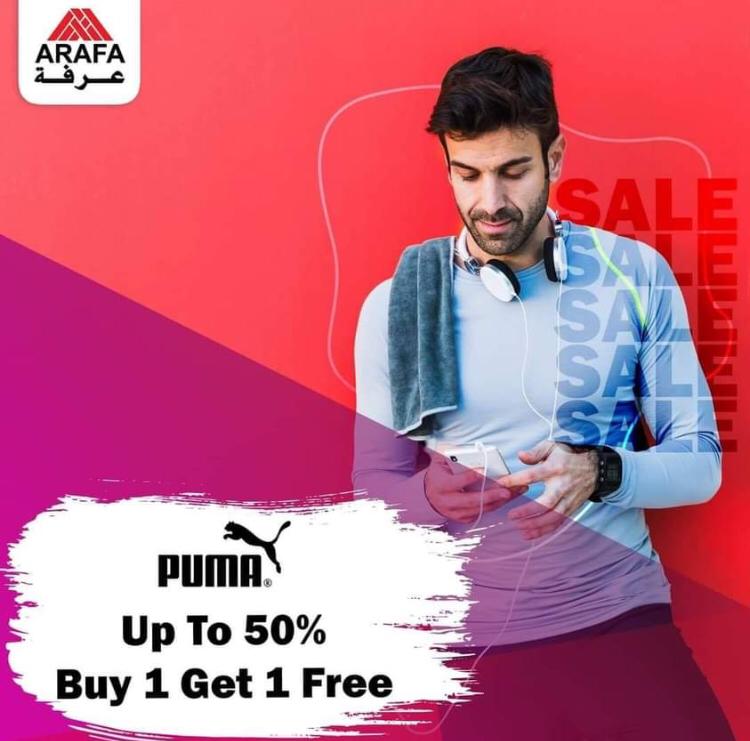 ARAFA
عرفة
SALE
SALE
SALE
SALE
SALE
PUMA®
Up To 50%
Buy 1 Get 1 Free